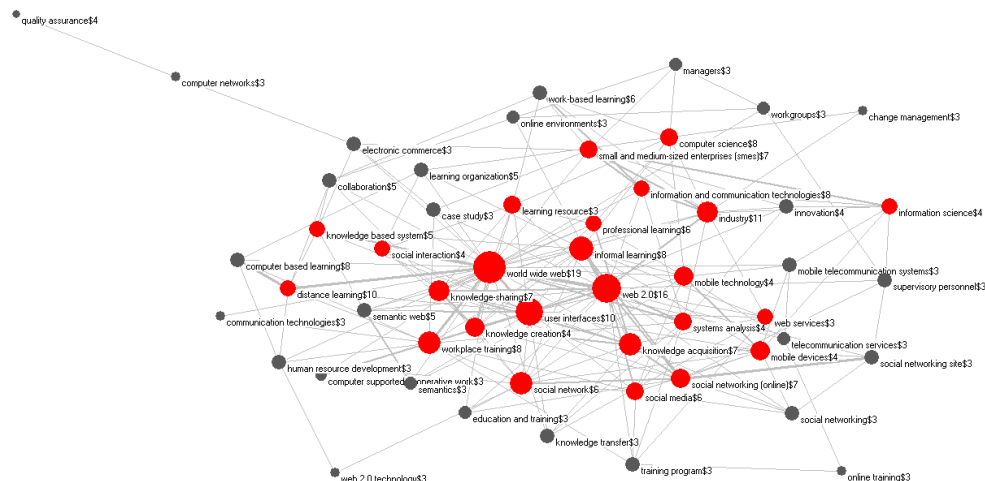 quality assurance$4
managers$3
computer networks$3
work-based learning$6
workgroups$3
change management$3
online environments$3
computer science$8
electronic commerce$3
small and medium-sized enterprises (smes)$7
learning organization$5
collaboration$5
information and communication technologies$8
learning resource$3
case study$3
industry$11
innovation$4
information science$4
professional learning$6
knowledge based system$5
social interaction$4
informal learning$8
computer based learning$8
world wide web$19
mobile telecommunication systems$3
mobile technology$4
supervisory personnel$3
distance learning$10
knowledge-sharing$7
web 2.0$16
semantic web$5
user interfaces$10
communication technologies$3
knowledge creation$4
systems analysis$4
web services$3
telecommunication services$3
workplace training$8
knowledge acquisition$7
mobile devices$4
social networking site$3
human resource development$3
computer supported work$3
semantics$3
social network$6
social networking (online)$7
social media$6
education and training$3
social networking$3
knowledge transfer$3
training program$3
web 2.0 technology$3
online training$3